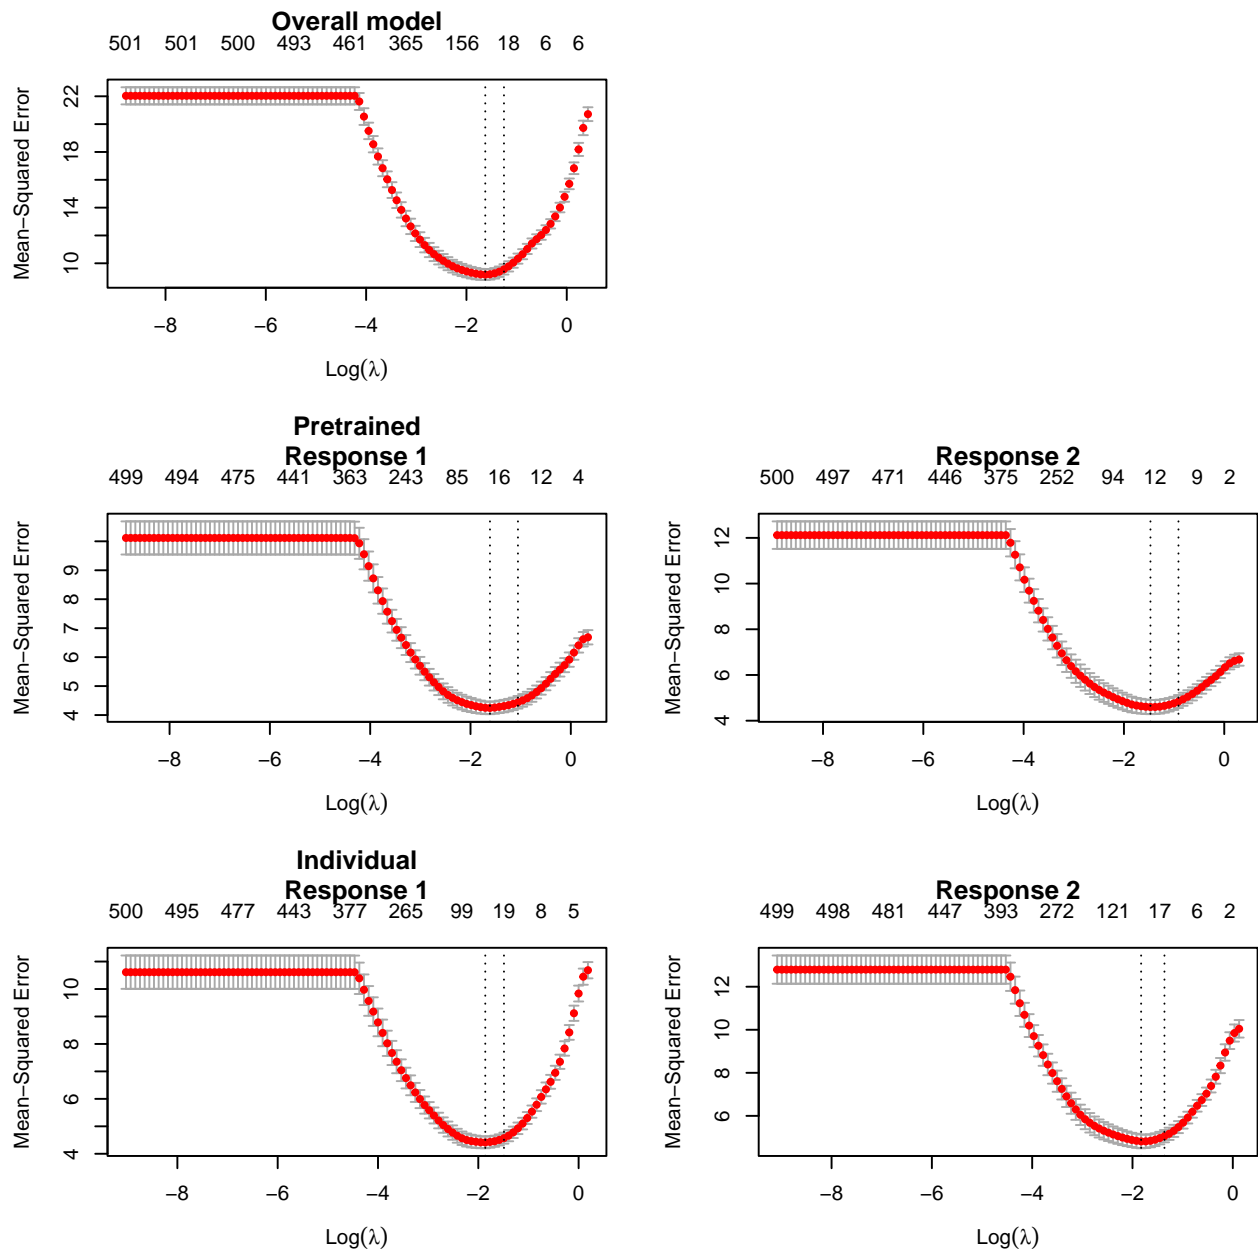 Overall model
501 501 500 493 461 365 156 18 6 6
Mean−Squared Error
22
18
14
10
−8 −6 −4 −2 0
Log(λ)
Pretrained
Response 1
499 494 475 441 363 243 85 16 12 4
Mean−Squared Error
9
8
7
6
5
4
−8 −6 −4 −2 0
Log(λ)
Response 2
500 497 471 446 375 252 94 12 9 2
Mean−Squared Error
12
10
8
6
4
−8 −6 −4 −2 0
Log(λ)
Individual
Response 1
500 495 477 443 377 265 99 19 8 5
Mean−Squared Error
10
8
6
4
−8 −6 −4 −2 0
Log(λ)
Response 2
499 498 481 447 393 272 121 17 6 2
Mean−Squared Error
12
10
8
6
−8 −6 −4 −2 0
Log(λ)